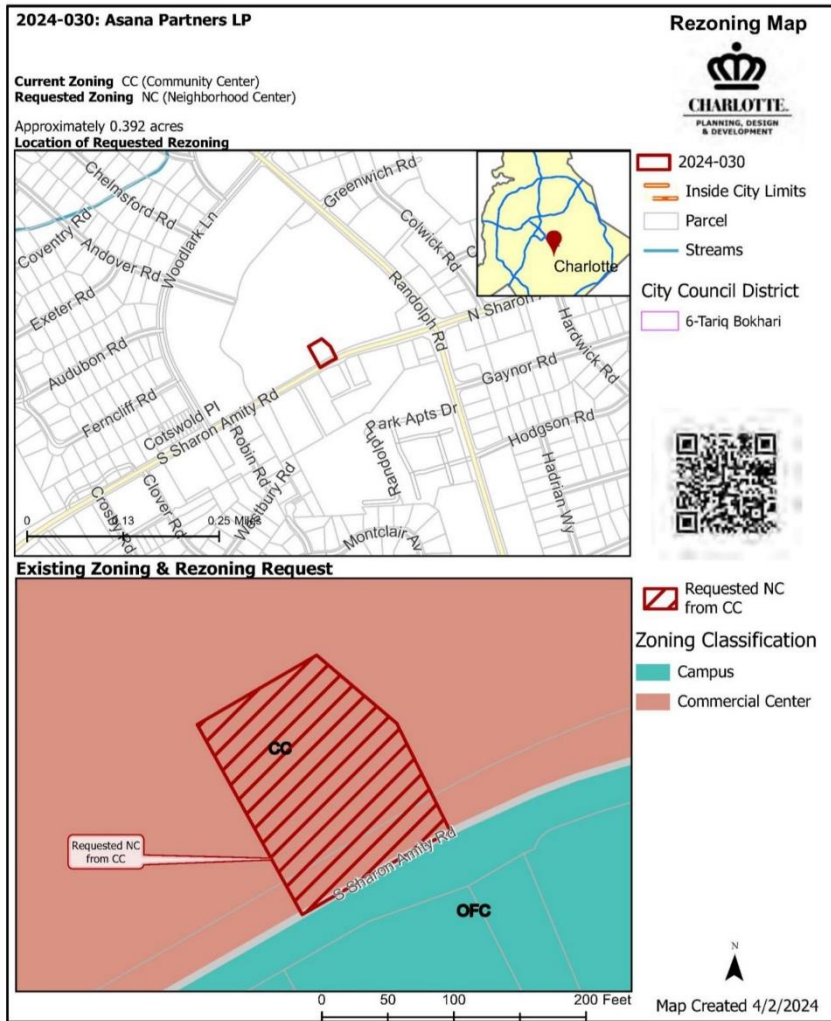 2024-030: Asana Partners LP
Current Zoning CC (Community Center)
Requested Zoning NC (Neighborhood Center)
Approximately 0.392 acres
Location of Requested Rezoning
Chelmsford Rd
Coventry Rd
Woodlark Ln
Andover Rd
Exeter Rd
Audubon Rd
Ferncliff Rd
Cotswold Pl
S Sharon Amity Rd
Robin Rd
Westbury Rd
Clover Rd
Crosby Rd
Greenwich Rd
Colwick Rd
Randolph Rd
N Sharon A
Hardwick Rd
Gaynor Rd
Park Apts Dr
Randolph
Hodgson Rd
Hadrian Wy
Montclair Av
Charlotte
0 0.13 0.25 Miles
Existing Zoning & Rezoning Request
CC
Requested NC
from CC
S Sharon Amity Rd
OFC
0 50 100 200 Feet
Rezoning Map
CHARLOTTE
PLANNING, DESIGN
& DEVELOPMENT
2024-030
Inside City Limits
Parcel
Streams
City Council District
6-Tariq Bokhari
Requested NC
from CC
Zoning Classification
Campus
Commercial Center
N
Map Created 4/2/2024